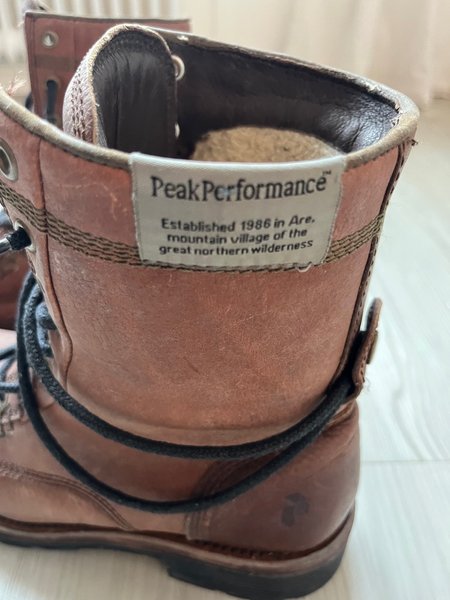 PeakPerformance™
Established 1986 in Are,
mountain village of the
great northern wilderness